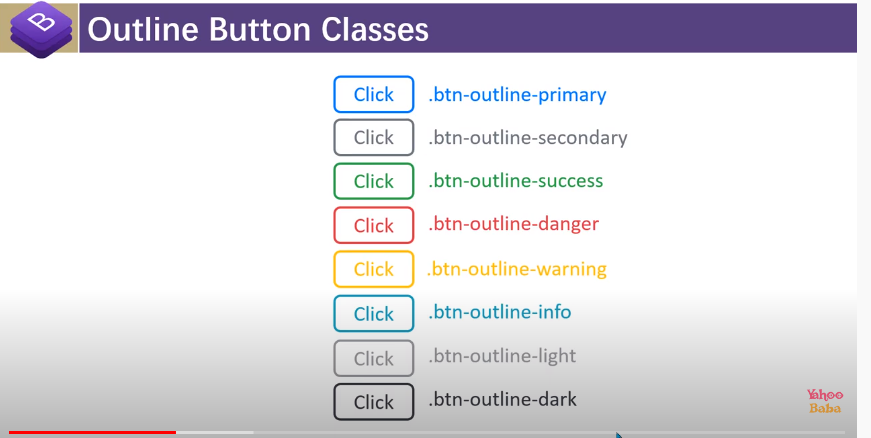 B
Outline Button Classes
Click .btn-outline-primary
Click .btn-outline-secondary
Click .btn-outline-success
Click .btn-outline-danger
Click .btn-outline-warning
Click .btn-outline-info
Click .btn-outline-light
Click .btn-outline-dark
Yahoo
Baba